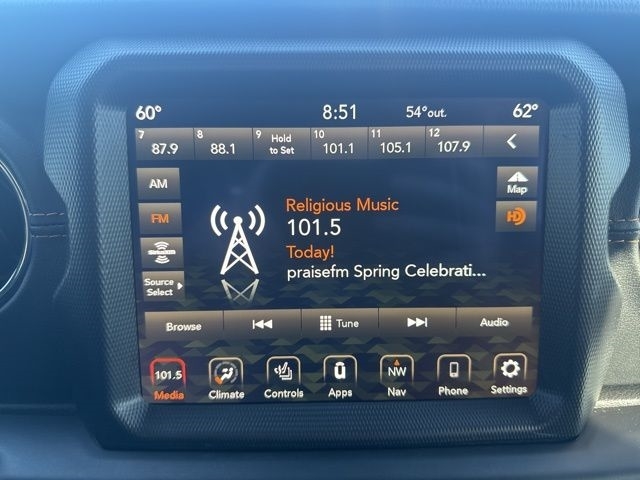 60° 8:51 54°out. 62°
7 8 9 10 11 12
87.9 88.1 Hold 101.1 105.1 107.9
to Set
AM
FM
SiriusXM
Source
Select
Map
HD
Religious Music
101.5
Today!
praisefm Spring Celebrati...
Browse Tune Audio
101.5 NW
Media Climate Controls Apps Nav Phone Settings